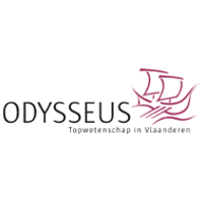 ODYSSEUS
Topwetenschap in Vlaanderen